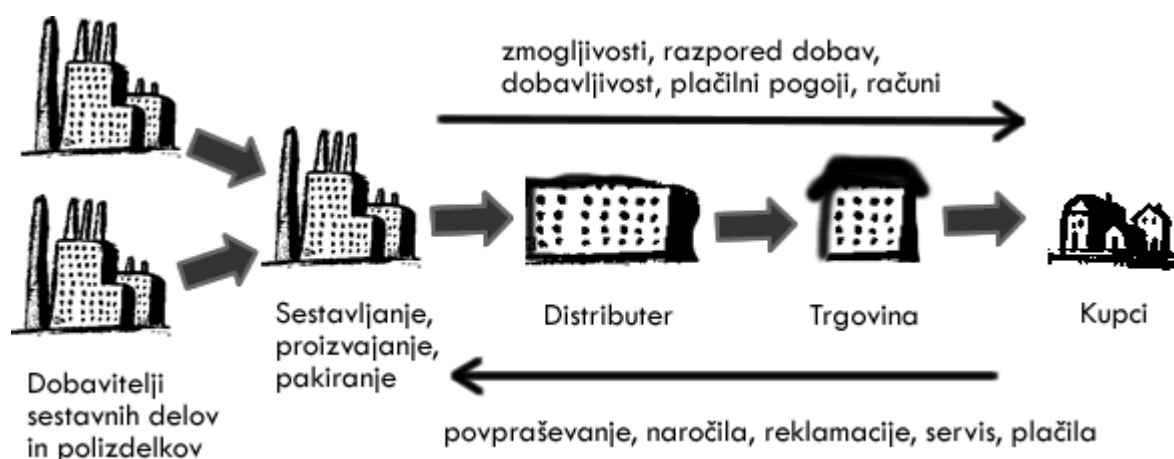 zmogljivosti, razpored dobav,
dobavljivost, plačilni pogoji, računi
Dobavitelji
sestavnih delov
in polizdelkov
Sestavljanje,
proizvajanje,
pakiranje
Distributer
Trgovina
Kupci
povpraševanje, naročila, reklamacije, servis, plačila